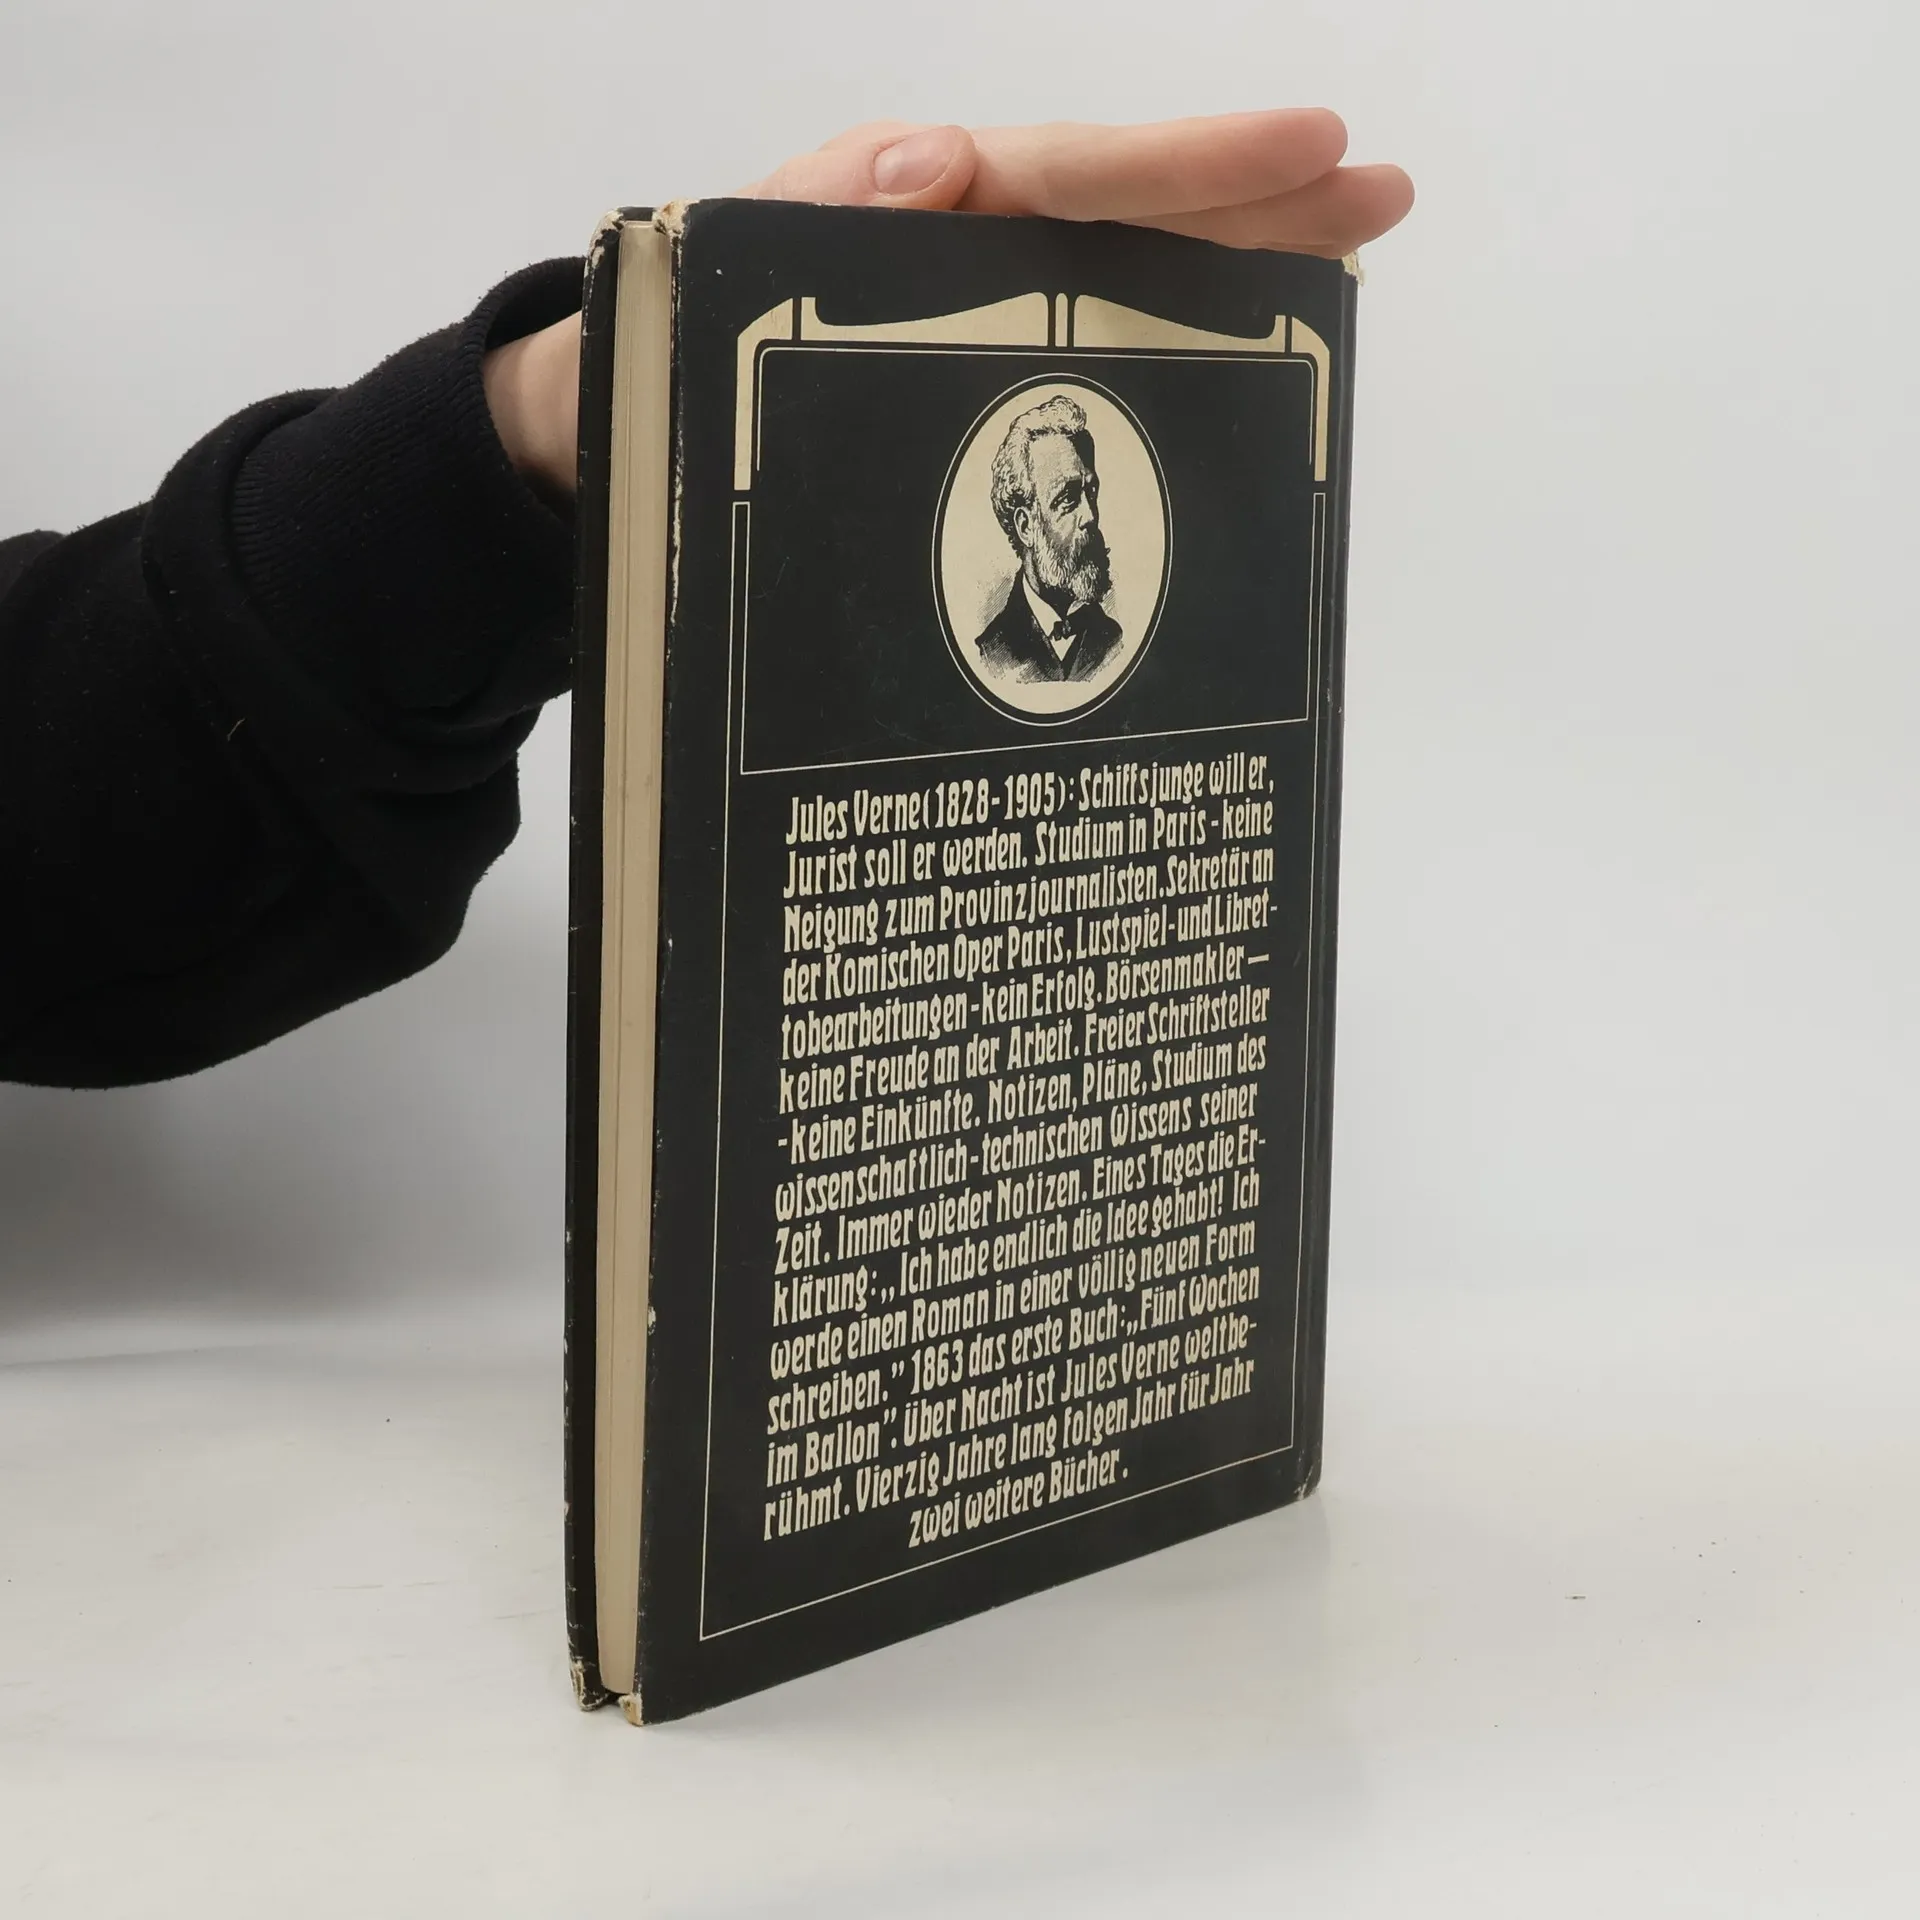 Jules Verne (1828-1905): Schiffsjunge will er,
Jurist soll er werden. Studium in Paris - keine
Neigung zum Provinzjournalisten. Sekretär an
der Komischen Oper Paris, Lustspiel- und Libret-
tobearbeitungen - kein Erfolg. Börsenmakler —
keine Freude an der Arbeit. Freier Schriftsteller
- keine Einkünfte. Notizen, Pläne, Studium des
wissenschaftlich-technischen Wissens seiner
Zeit. Immer wieder Notizen. Eines Tages die Er-
klärung: „Ich habe endlich die Idee gehabt! Ich
werde einen Roman in einer völlig neuen Form
schreiben.” 1863 das erste Buch: „Fünf Wochen
im Ballon”. Über Nacht ist Jules Verne weltbe-
rühmt. Vierzig Jahre lang folgen Jahr für Jahr
zwei weitere Bücher.